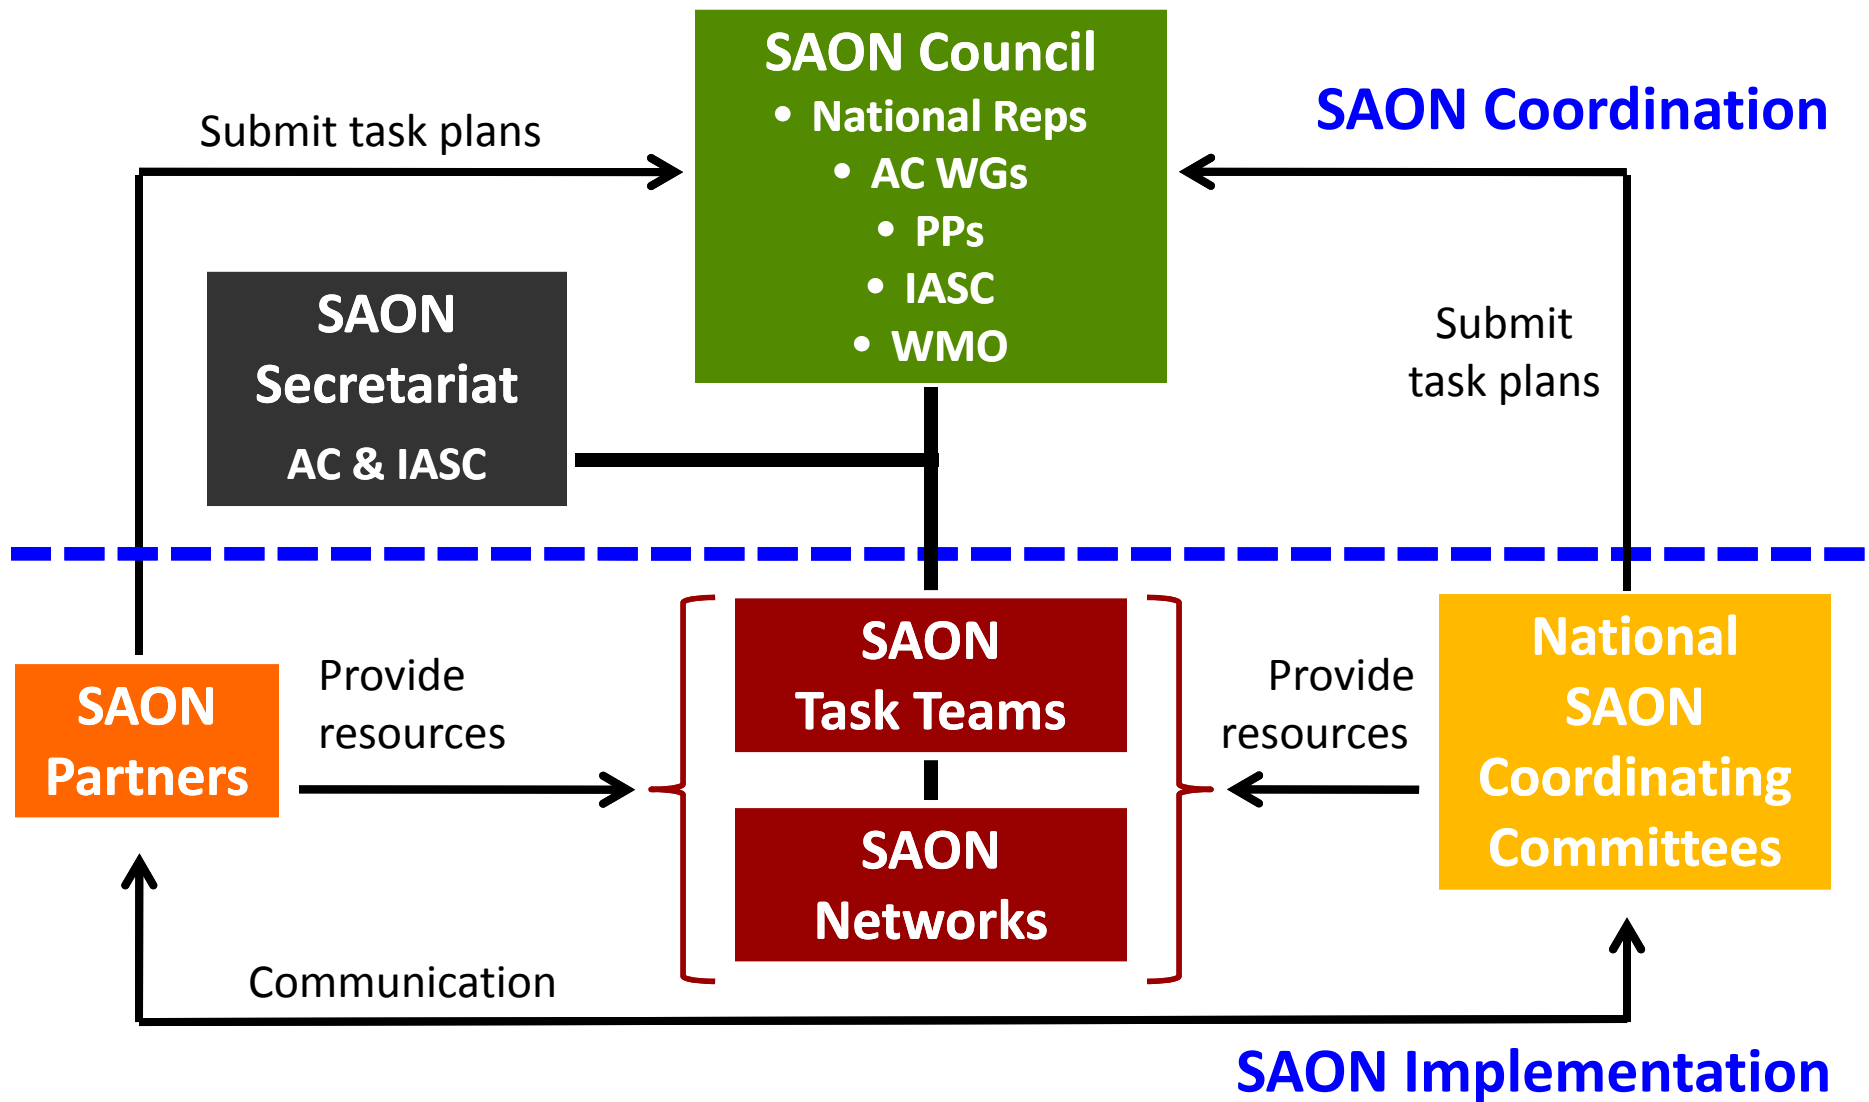 SAON Council
• National Reps
• AC WGs
• PPs
• IASC
• WMO
SAON Coordination
Submit task plans
SAON
Secretariat
AC & IASC
Submit
task plans
SAON
Partners
Provide
resources
SAON
Task Teams
SAON
Networks
Provide
resources
National
SAON
Coordinating
Committees
Communication
SAON Implementation